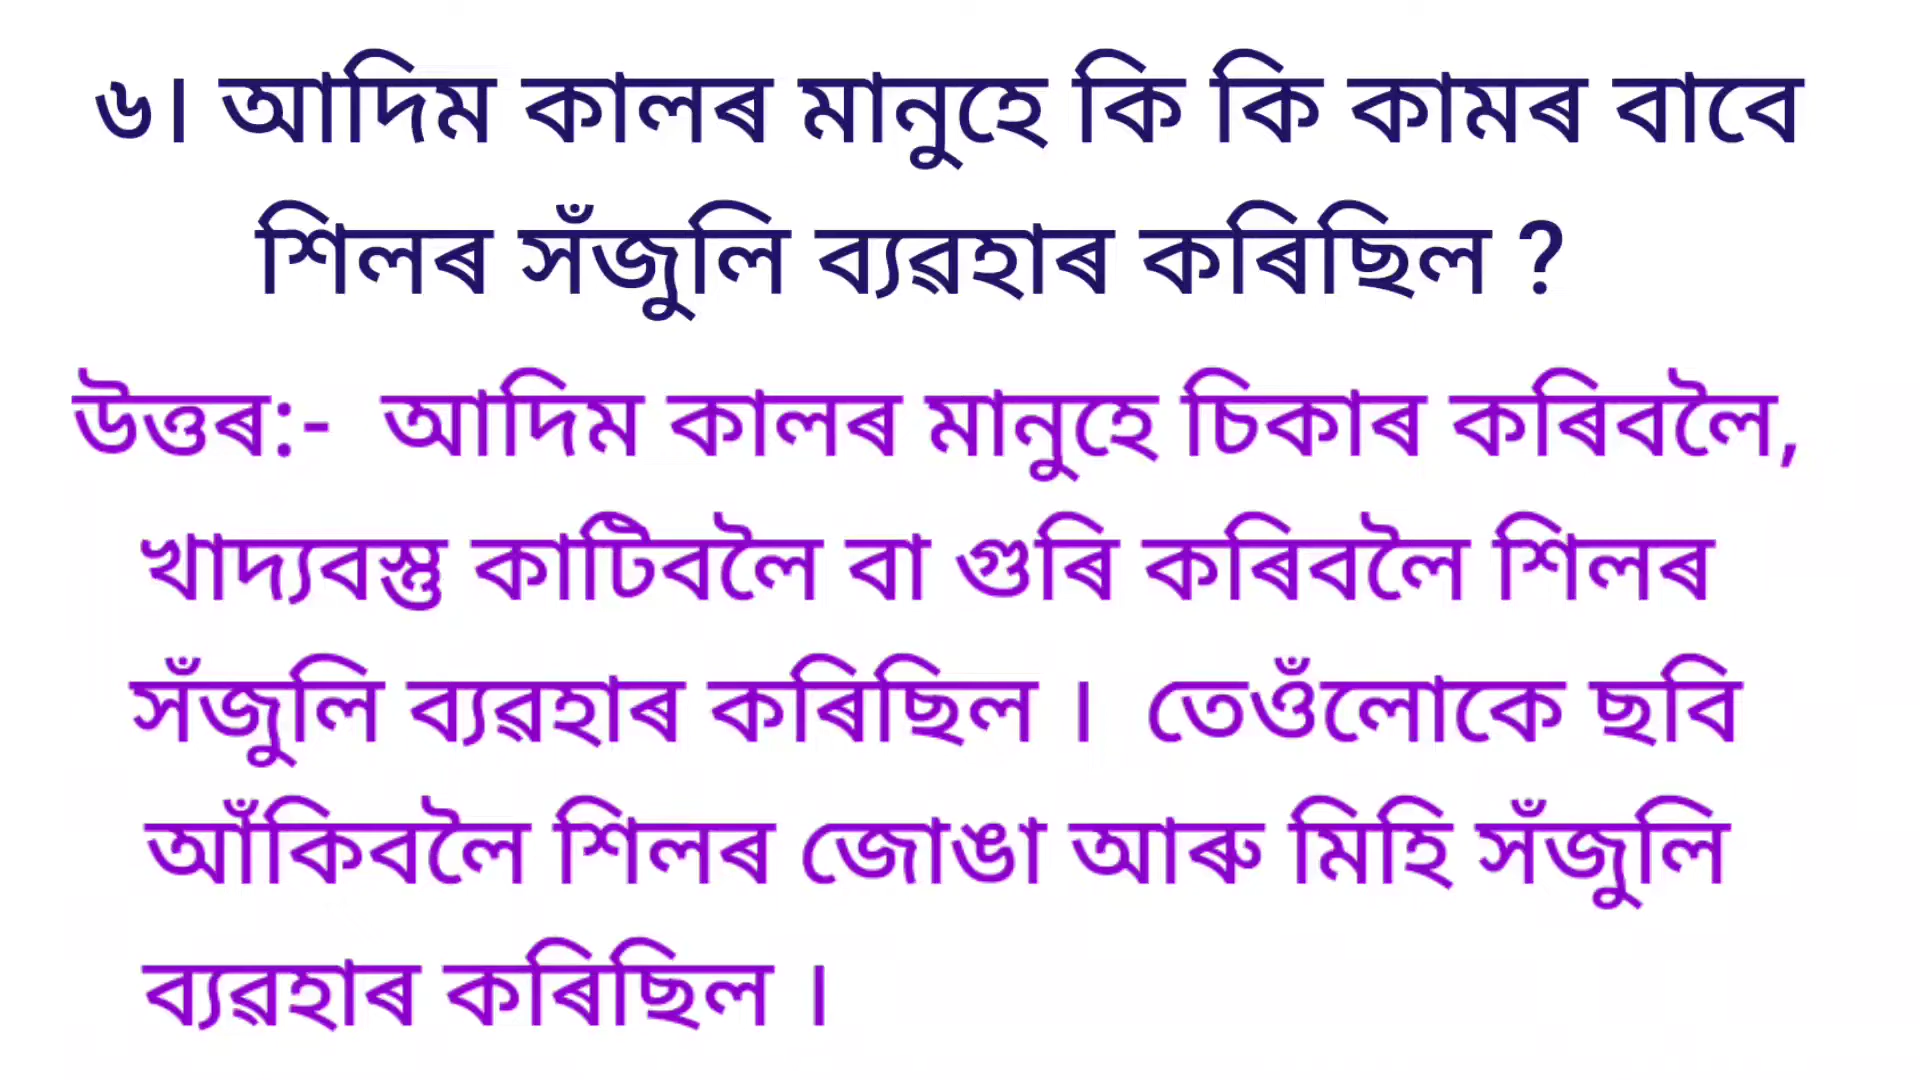 ৬। আদিম কালৰ মানুহে কি কি কামৰ বাবে
শিলৰ সঁজুলি ব্যৱহাৰ কৰিছিল ?
উত্তৰ:- আদিম কালৰ মানুহে চিকাৰ কৰিবলৈ,
খাদ্যবস্তু কাটিবলৈ বা গুৰি কৰিবলৈ শিলৰ
সঁজুলি ব্যৱহাৰ কৰিছিল । তেওঁলোকে ছবি
আঁকিবলৈ শিলৰ জোঙা আৰু মিহি সঁজুলি
ব্যৱহাৰ কৰিছিল ।